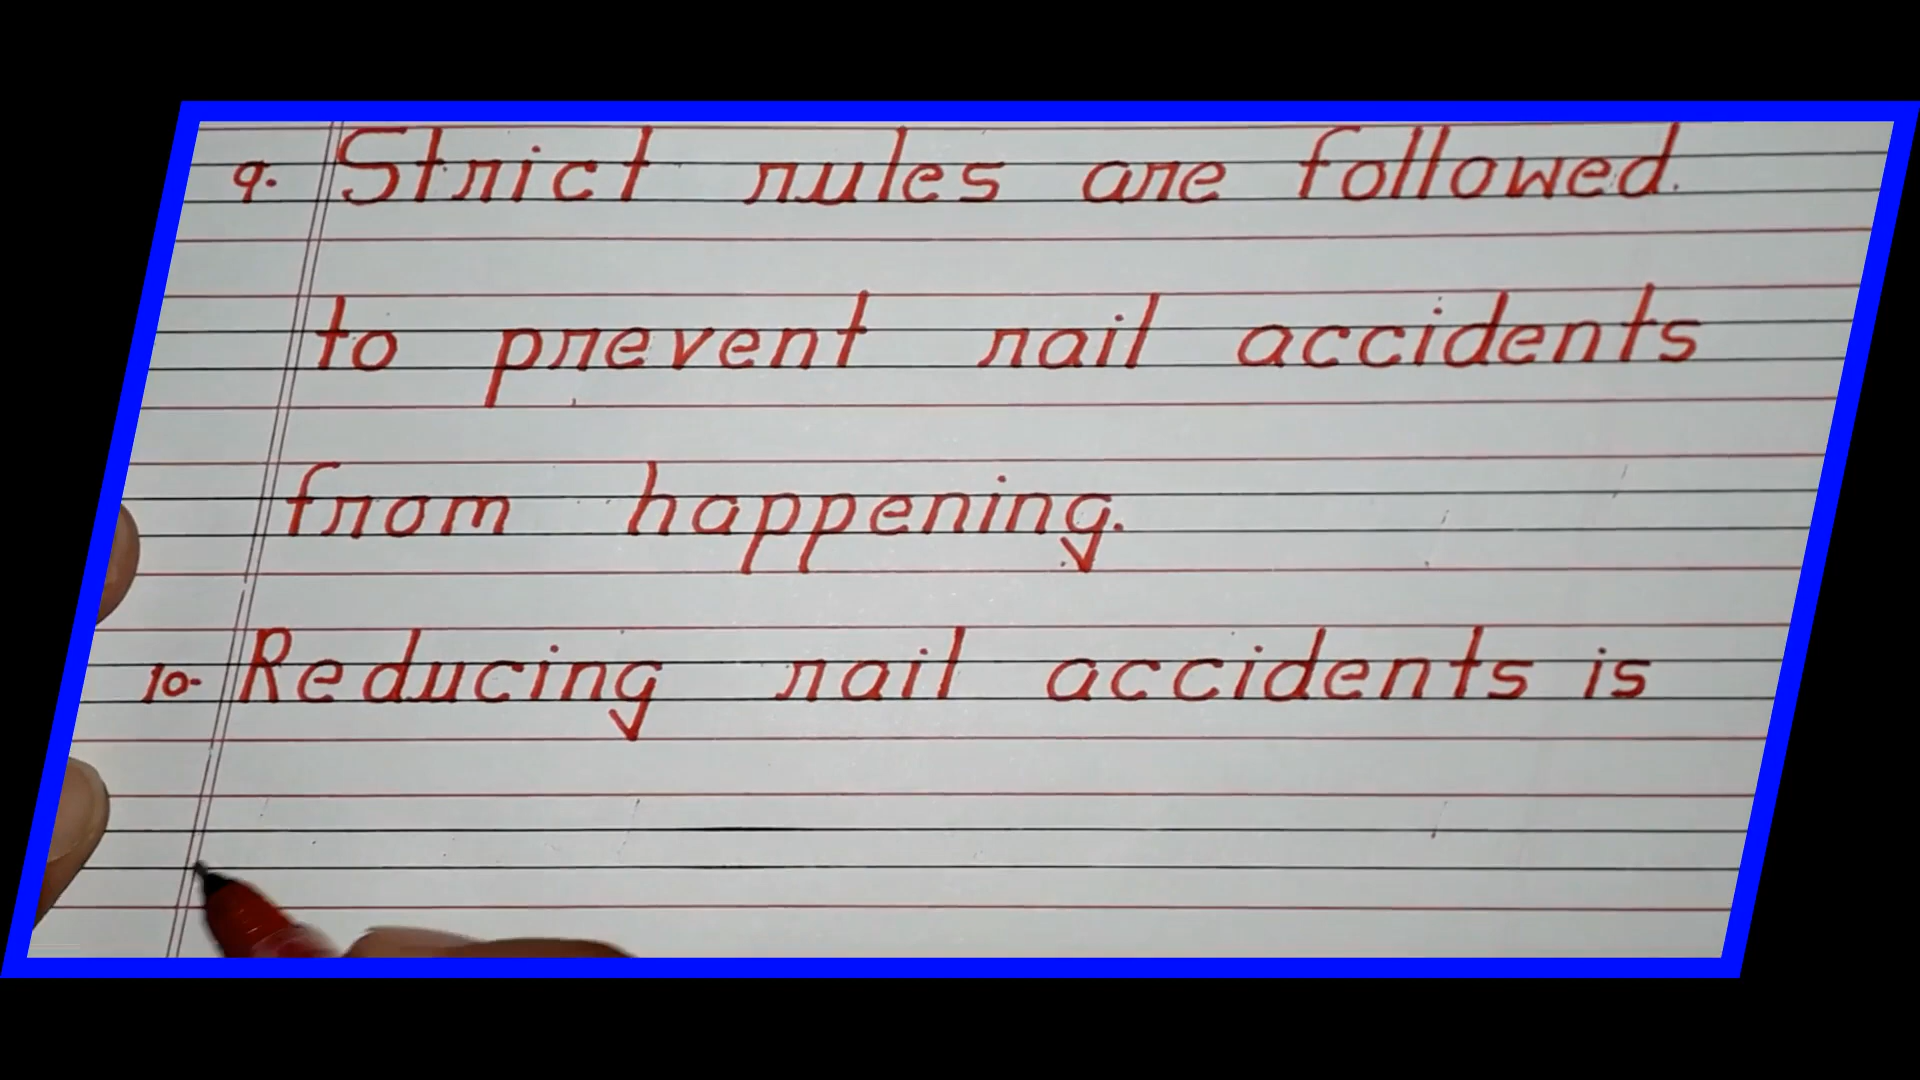 9. Strict rules are followed
to prevent rail accidents
from happening.
10. Reducing rail accidents is